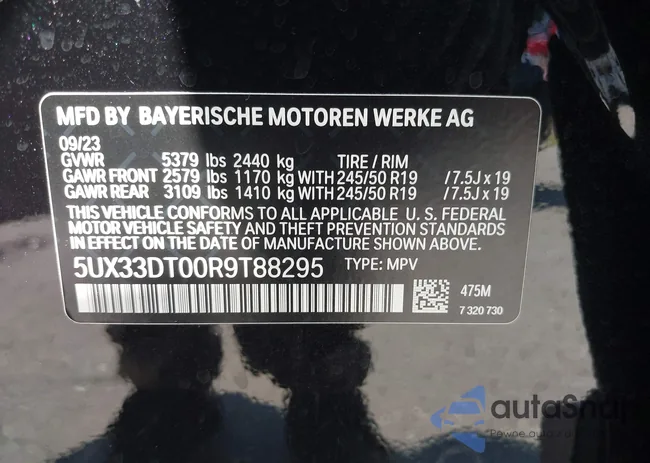 MFD BY BAYERISCHE MOTOREN WERKE AG
09/23
GVWR 5379 lbs 2440 kg TIRE / RIM
GAWR FRONT 2579 lbs 1170 kg WITH 245/50 R19 / 7.5J x 19
GAWR REAR 3109 lbs 1410 kg WITH 245/50 R19 / 7.5J x 19
THIS VEHICLE CONFORMS TO ALL APPLICABLE U. S. FEDERAL
MOTOR VEHICLE SAFETY AND THEFT PREVENTION STANDARDS
IN EFFECT ON THE DATE OF MANUFACTURE SHOWN ABOVE.
5UX33DT00R9T88295 TYPE: MPV
475M
7 320 730
autaSna
Pewne auta z